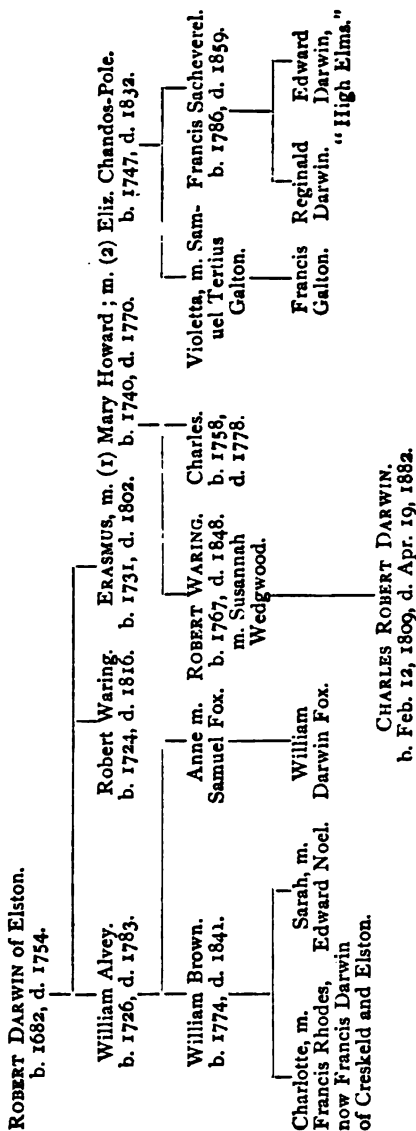 ROBERT DARWIN of Elston.
b. 1682, d. 1754.
William Alvey.
b. 1726, d. 1783.
Robert Waring.
b. 1724, d. 1816.
ERASMUS, m. (1) Mary Howard; m. (2) Eliz. Chandos-Pole.
b. 1731, d. 1802.
b. 1740, d. 1770.
b. 1747, d. 1832.
William Brown.
b. 1774, d. 1841.
Anne m.
Samuel Fox.
ROBERT WARING.
b. 1767, d. 1848.
m. Susannah
Wedgwood.
Charles.
b. 1758,
d. 1778.
Violetta, m. Sam-
uel Tertius
Galton.
Francis Sacheverel.
b. 1786, d. 1859.
Charlotte, m.
Francis Rhodes,
now Francis Darwin
of Creskeld and Elston.
Sarah, m.
Edward Noel.
William
Darwin Fox.
Francis
Galton.
Reginald
Darwin.
Edward
Darwin,
"High Elms."
CHARLES ROBERT DARWIN.
b. Feb. 12, 1809, d. Apr. 19, 1882.